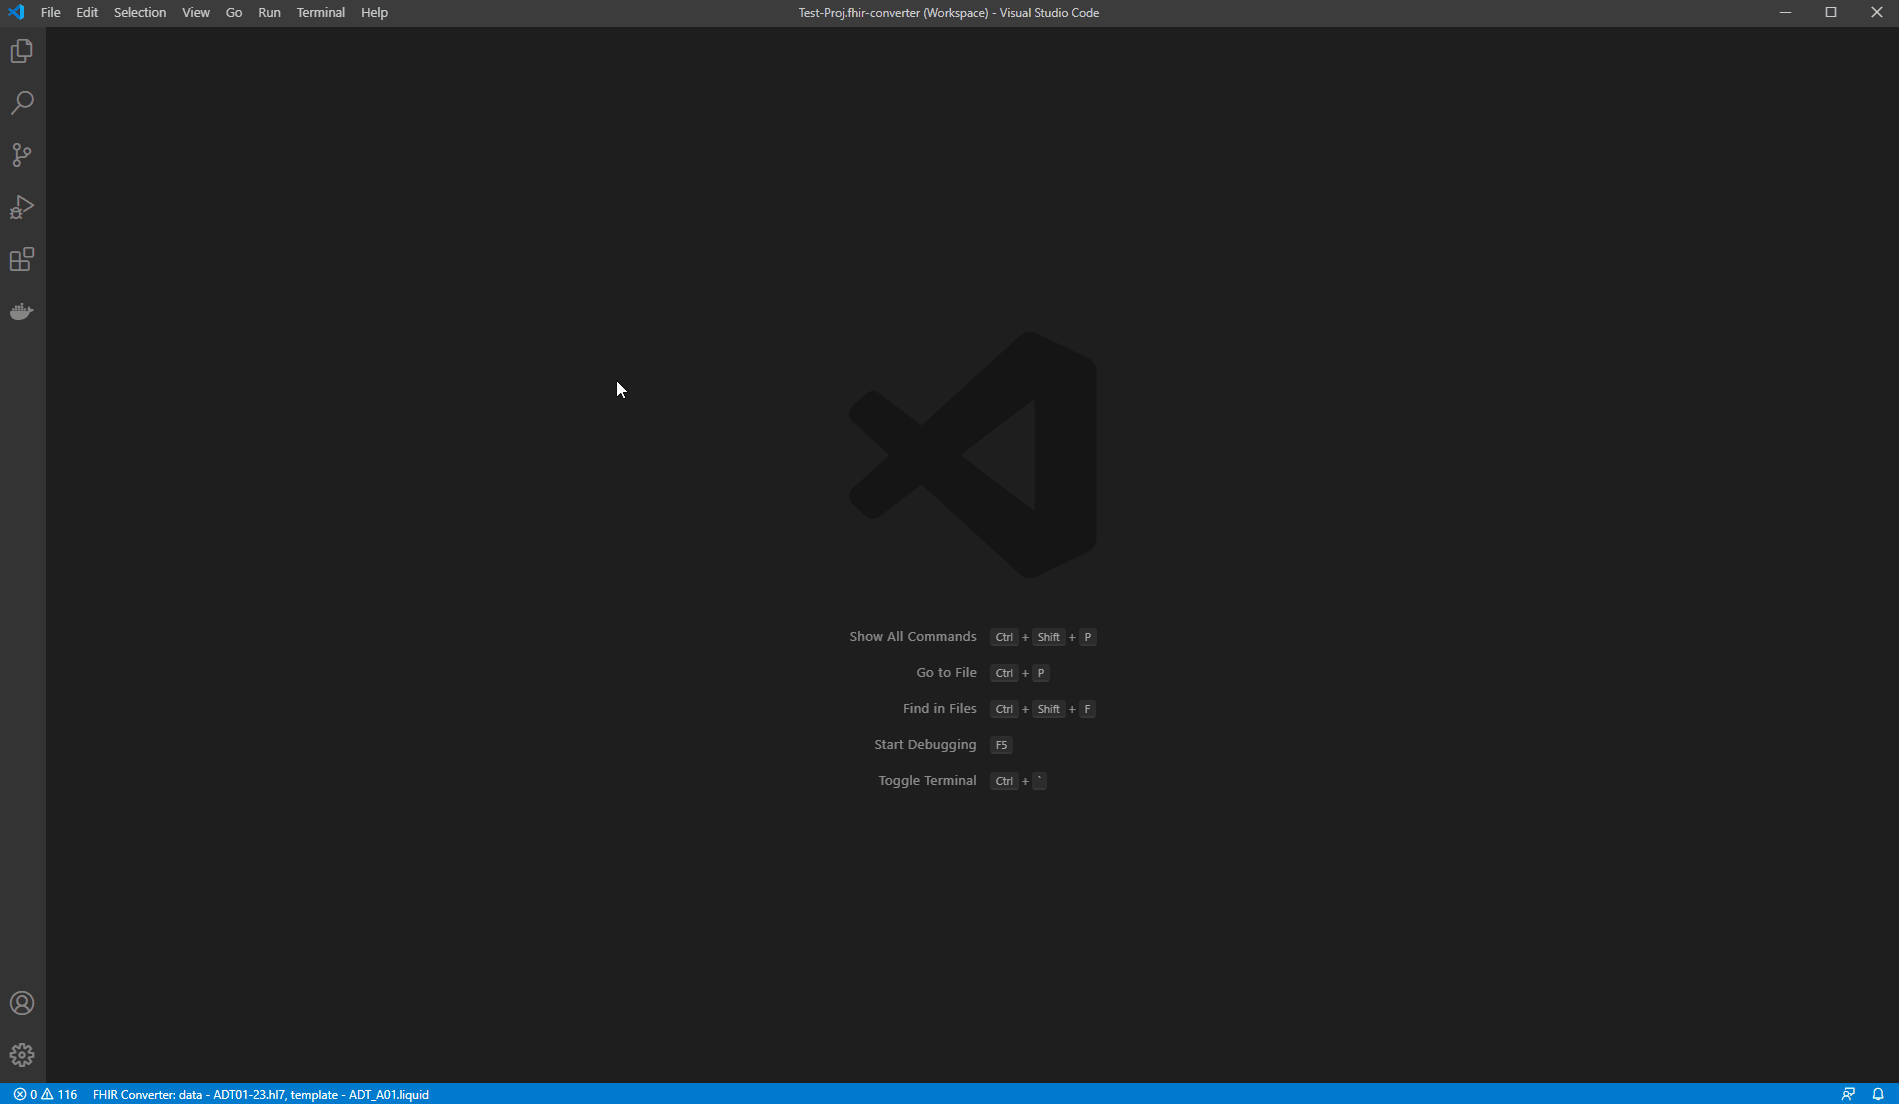 File Edit Selection View Go Run Terminal Help
Test-Proj.fhir-converter (Workspace) - Visual Studio Code
Show All Commands Ctrl + Shift + P
Go to File Ctrl + P
Find in Files Ctrl + Shift + F
Start Debugging F5
Toggle Terminal Ctrl + `
0 116 FHIR Converter: data - ADT01-23.hl7, template - ADT_A01.liquid